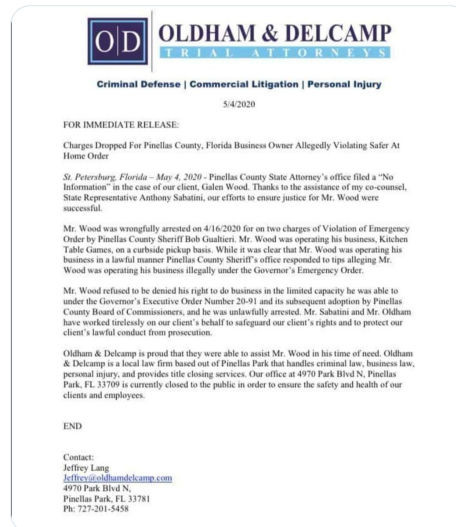 O|D
OLDHAM & DELCAMP
TRIAL ATTORNEYS
Criminal Defense | Commercial Litigation | Personal Injury
5/4/2020
FOR IMMEDIATE RELEASE:
Charges Dropped For Pinellas County, Florida Business Owner Allegedly Violating Safer At
Home Order
St. Petersburg, Florida – May 4, 2020 - Pinellas County State Attorney's office filed a “No
Information” in the case of our client, Galen Wood. Thanks to the assistance of my co-counsel,
State Representative Anthony Sabatini, our efforts to ensure justice for Mr. Wood were
successful.
Mr. Wood was wrongfully arrested on 4/16/2020 for on two charges of Violation of Emergency
Order by Pinellas County Sheriff Bob Gualtieri. Mr. Wood was operating his business, Kitchen
Table Games, on a curbside pickup basis. While it was clear that Mr. Wood was operating his
business in a lawful manner Pinellas County Sheriff's office responded to tips alleging Mr.
Wood was operating his business illegally under the Governor's Emergency Order.
Mr. Wood refused to be denied his right to do business in the limited capacity he was able to
under the Governor's Executive Order Number 20-91 and its subsequent adoption by Pinellas
County Board of Commissioners, and he was unlawfully arrested. Mr. Sabatini and Mr. Oldham
have worked tirelessly on our client's behalf to safeguard our client's rights and to protect our
client's lawful conduct from prosecution.
Oldham & Delcamp is proud that they were able to assist Mr. Wood in his time of need. Oldham
& Delcamp is a local law firm based out of Pinellas Park that handles criminal law, business law,
personal injury, and provides title closing services. Our office at 4970 Park Blvd N, Pinellas
Park, FL 33709 is currently closed to the public in order to ensure the safety and health of our
clients and employees.
END
Contact:
Jeffrey Lang
Jeffrey@oldhamdelcamp.com
4970 Park Blvd N,
Pinellas Park, FL 33781
Ph: 727-201-5458